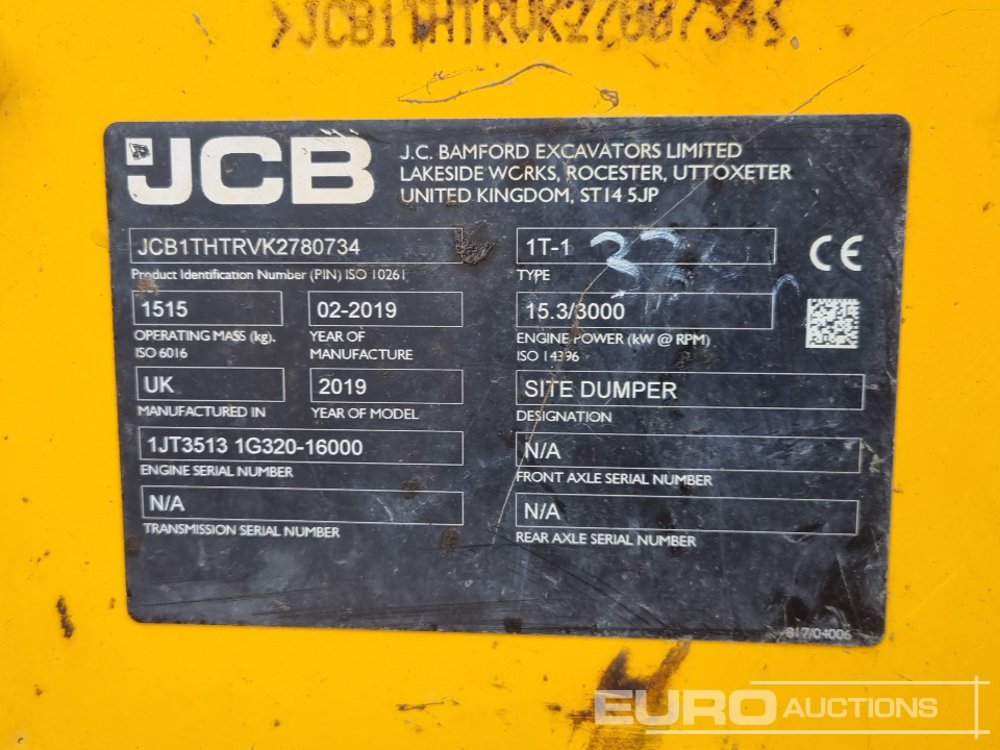 >JCB1THTRVK2780734<
JCB
J.C. BAMFORD EXCAVATORS LIMITED
LAKESIDE WORKS, ROCESTER, UTTOXETER
UNITED KINGDOM, ST14 5JP
JCB1THTRVK2780734
Product Identification Number (PIN) ISO 10261
1T-1
TYPE
CE
1515
OPERATING MASS (kg).
ISO 6016
02-2019
YEAR OF
MANUFACTURE
15.3/3000
ENGINE POWER (kW @ RPM)
ISO 14396
UK
MANUFACTURED IN
2019
YEAR OF MODEL
SITE DUMPER
DESIGNATION
1JT3513 1G320-16000
ENGINE SERIAL NUMBER
N/A
FRONT AXLE SERIAL NUMBER
N/A
TRANSMISSION SERIAL NUMBER
N/A
REAR AXLE SERIAL NUMBER
817/04006
EURO AUCTIONS